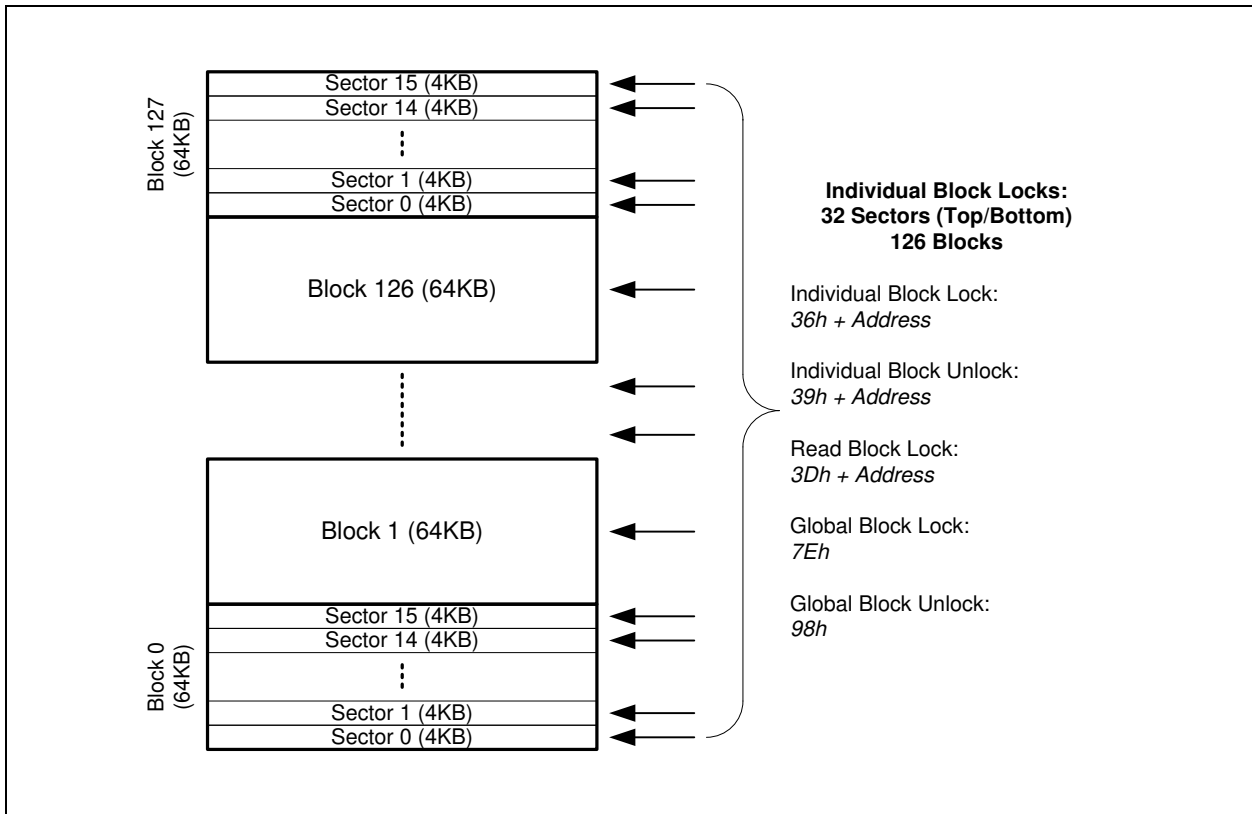 Block 127
(64KB)
Sector 15 (4KB)
Sector 14 (4KB)
Sector 1 (4KB)
Sector 0 (4KB)
Block 126 (64KB)
Block 1 (64KB)
Block 0
(64KB)
Sector 15 (4KB)
Sector 14 (4KB)
Sector 1 (4KB)
Sector 0 (4KB)
Individual Block Locks:
32 Sectors (Top/Bottom)
126 Blocks
Individual Block Lock:
36h + Address
Individual Block Unlock:
39h + Address
Read Block Lock:
3Dh + Address
Global Block Lock:
7Eh
Global Block Unlock:
98h